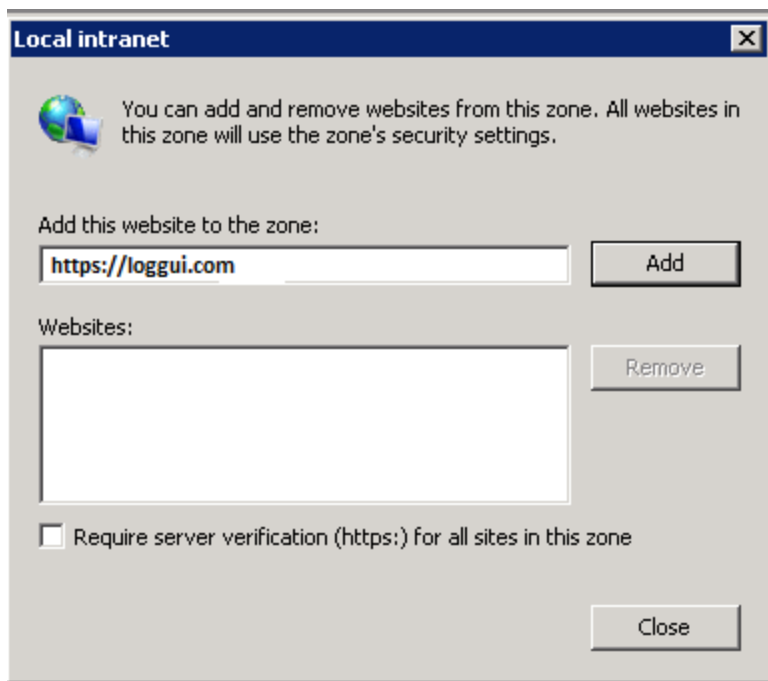 Local intranet
You can add and remove websites from this zone. All websites in
this zone will use the zone's security settings.
Add this website to the zone:
https://loggui.com
Add
Websites:
Remove
Require server verification (https:) for all sites in this zone
Close